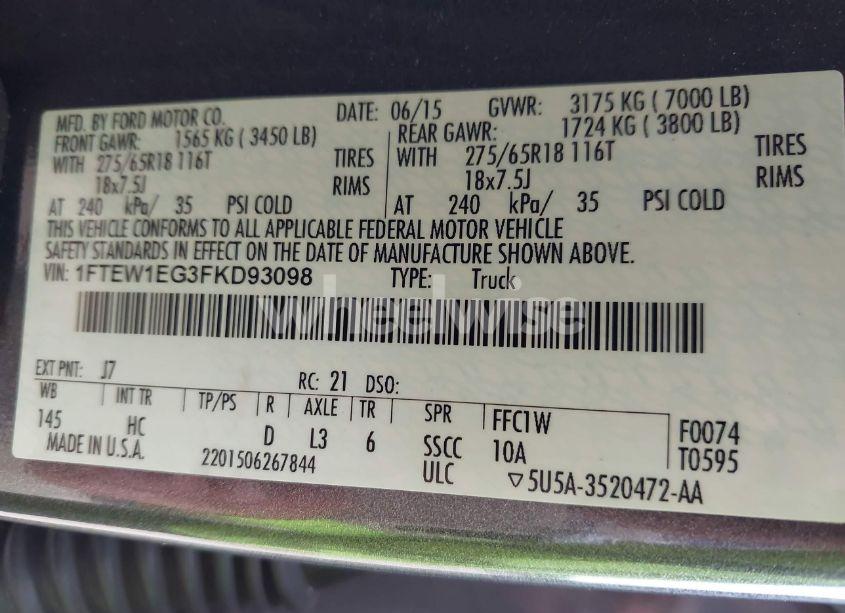 MFD. BY FORD MOTOR CO. DATE: 06/15 GVWR: 3175 KG ( 7000 LB)
FRONT GAWR: 1565 KG ( 3450 LB) REAR GAWR: 1724 KG ( 3800 LB)
WITH 275/65R18 116T TIRES WITH 275/65R18 116T TIRES
18x7.5J RIMS 18x7.5J RIMS
AT 240 kPa/ 35 PSI COLD AT 240 kPa/ 35 PSI COLD
THIS VEHICLE CONFORMS TO ALL APPLICABLE FEDERAL MOTOR VEHICLE
SAFETY STANDARDS IN EFFECT ON THE DATE OF MANUFACTURE SHOWN ABOVE.
VIN: 1FTEW1EG3FKD93098 TYPE: Truck
Wheelwise
EXT PNT: J7 RC: 21 DSO:
WB INT TR TP/PS R AXLE TR SPR FFC1W F0074
145 HC D L3 6 SSCC 10A T0595
MADE IN U.S.A. 2201506267844 ULC ▽5U5A-3520472-AA